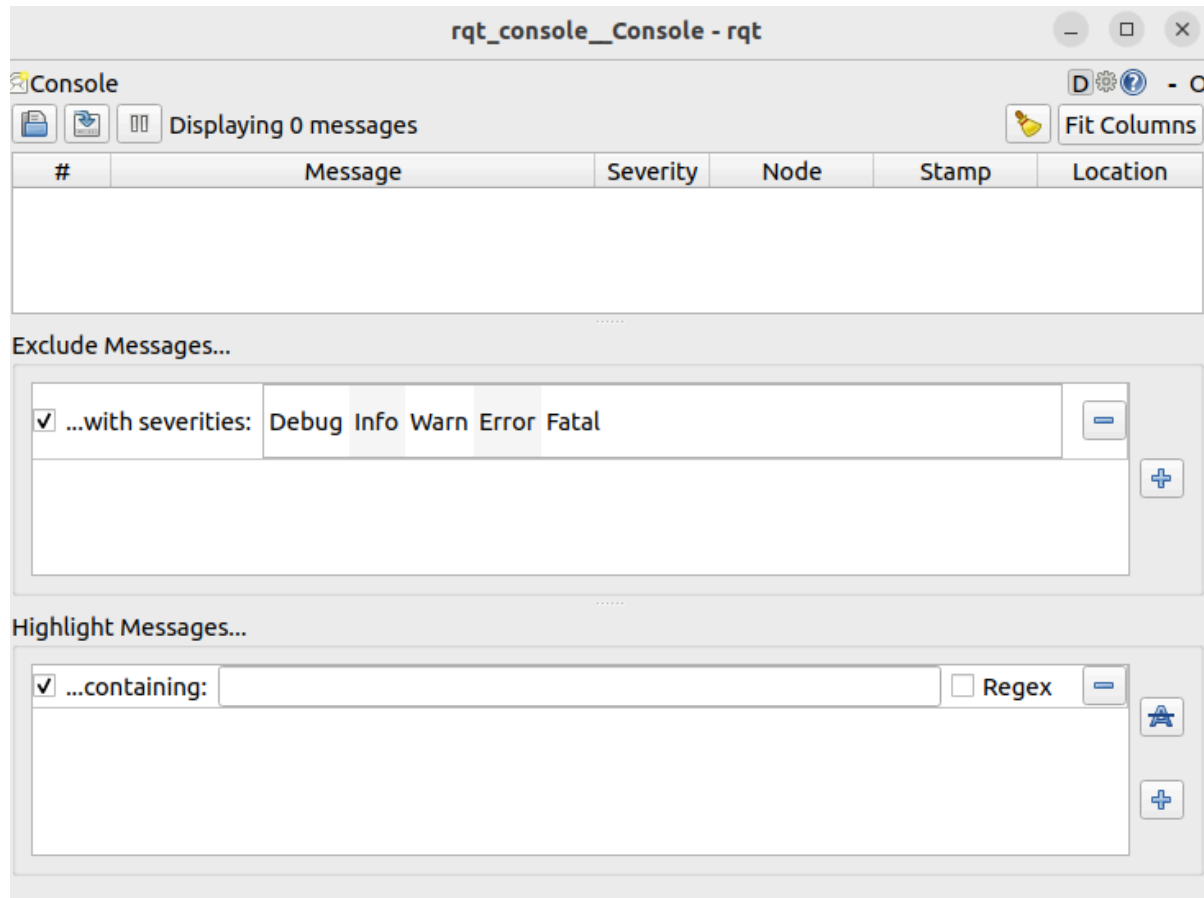 rqt_console__Console - rqt
Console D - O
Displaying 0 messages Fit Columns
# Message Severity Node Stamp Location
Exclude Messages...
...with severities: Debug Info Warn Error Fatal
Highlight Messages...
...containing: Regex